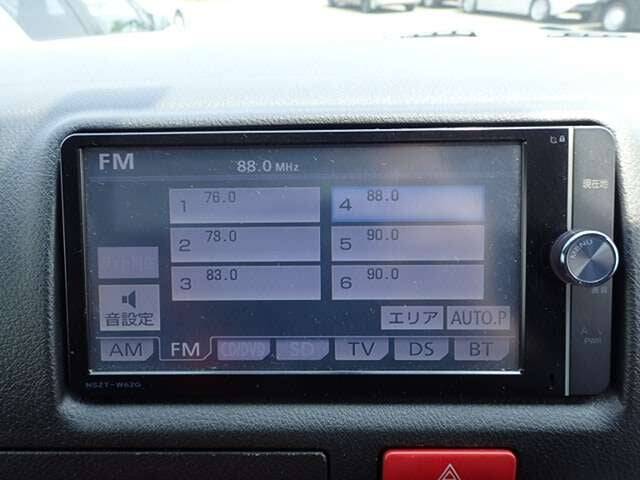 FM 88.0 MHz
現在地
1 76.0 4 88.0
2 78.0 5 90.0
3 83.0 6 90.0
MENU
音設定 エリア AUTO.P
PWR
AM FM CD/DVD SD TV DS BT
NSZT-W62G